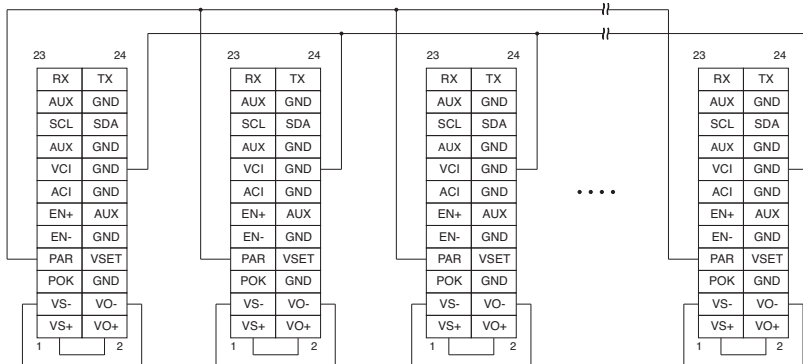 23 24 23 24 23 24 23 24
RX TX RX TX RX TX RX TX
AUX GND AUX GND AUX GND AUX GND
SCL SDA SCL SDA SCL SDA SCL SDA
AUX GND AUX GND AUX GND AUX GND
VCI GND VCI GND VCI GND VCI GND
ACI GND ACI GND ACI GND ACI GND
EN+ AUX EN+ AUX EN+ AUX EN+ AUX
EN- GND EN- GND EN- GND EN- GND
PAR VSET PAR VSET PAR VSET PAR VSET
POK GND POK GND POK GND POK GND
VS- VO- VS- VO- VS- VO- VS- VO-
VS+ VO+ VS+ VO+ VS+ VO+ VS+ VO+
1 2 1 2 1 2 1 2